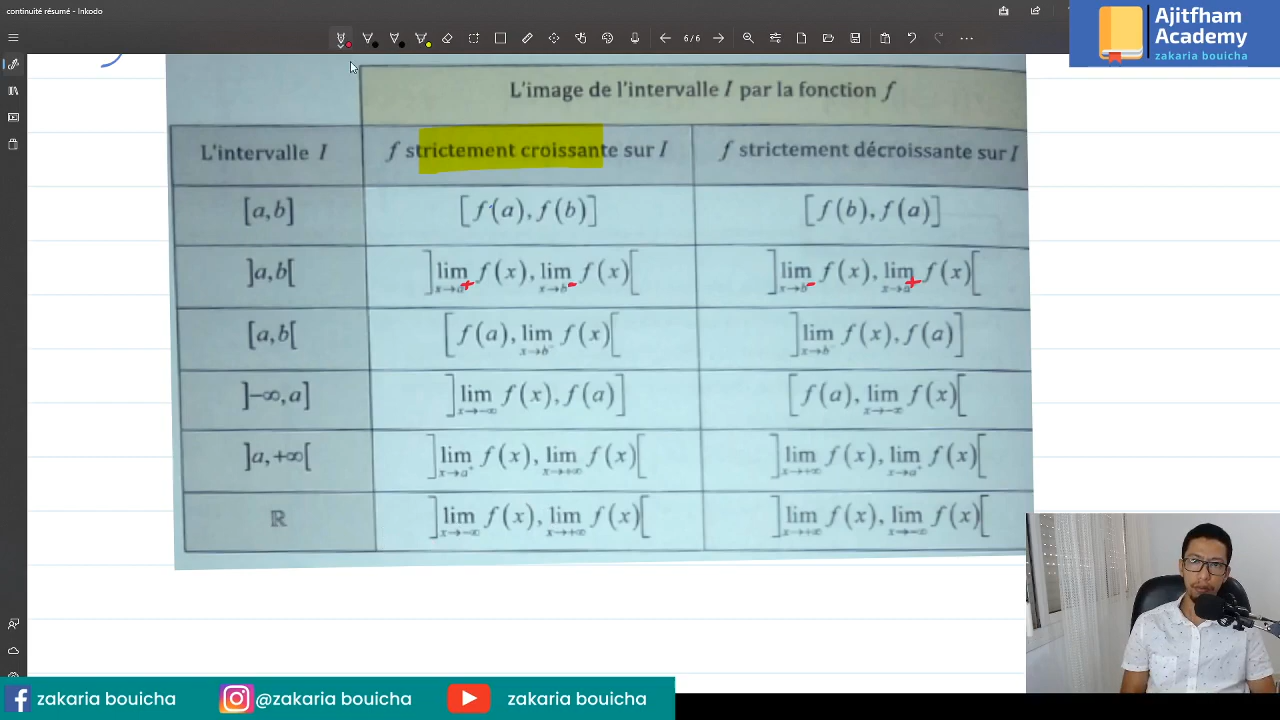 continuité résumé - Inkodo
6/6
Ajitfham
Academy
zakaria bouicha
L'image de l'intervalle I par la fonction f
L'intervalle I
f strictement croissante sur I
f strictement décroissante sur I
[a, b]
[f(a), f(b)]
[f(b), f(a)]
]a, b[
]lim x→a⁺ f(x), lim x→b⁻ f(x)[
]lim x→b⁻ f(x), lim x→a⁺ f(x)[
[a, b[
[f(a), lim x→b⁻ f(x)[
]lim x→b⁻ f(x), f(a)]
]−∞, a]
]lim x→−∞ f(x), f(a)]
[f(a), lim x→−∞ f(x)[
]a, +∞[
]lim x→a⁺ f(x), lim x→+∞ f(x)[
]lim x→+∞ f(x), lim x→a⁺ f(x)[
ℝ
]lim x→−∞ f(x), lim x→+∞ f(x)[
]lim x→+∞ f(x), lim x→−∞ f(x)[
zakaria bouicha
@zakaria bouicha
zakaria bouicha